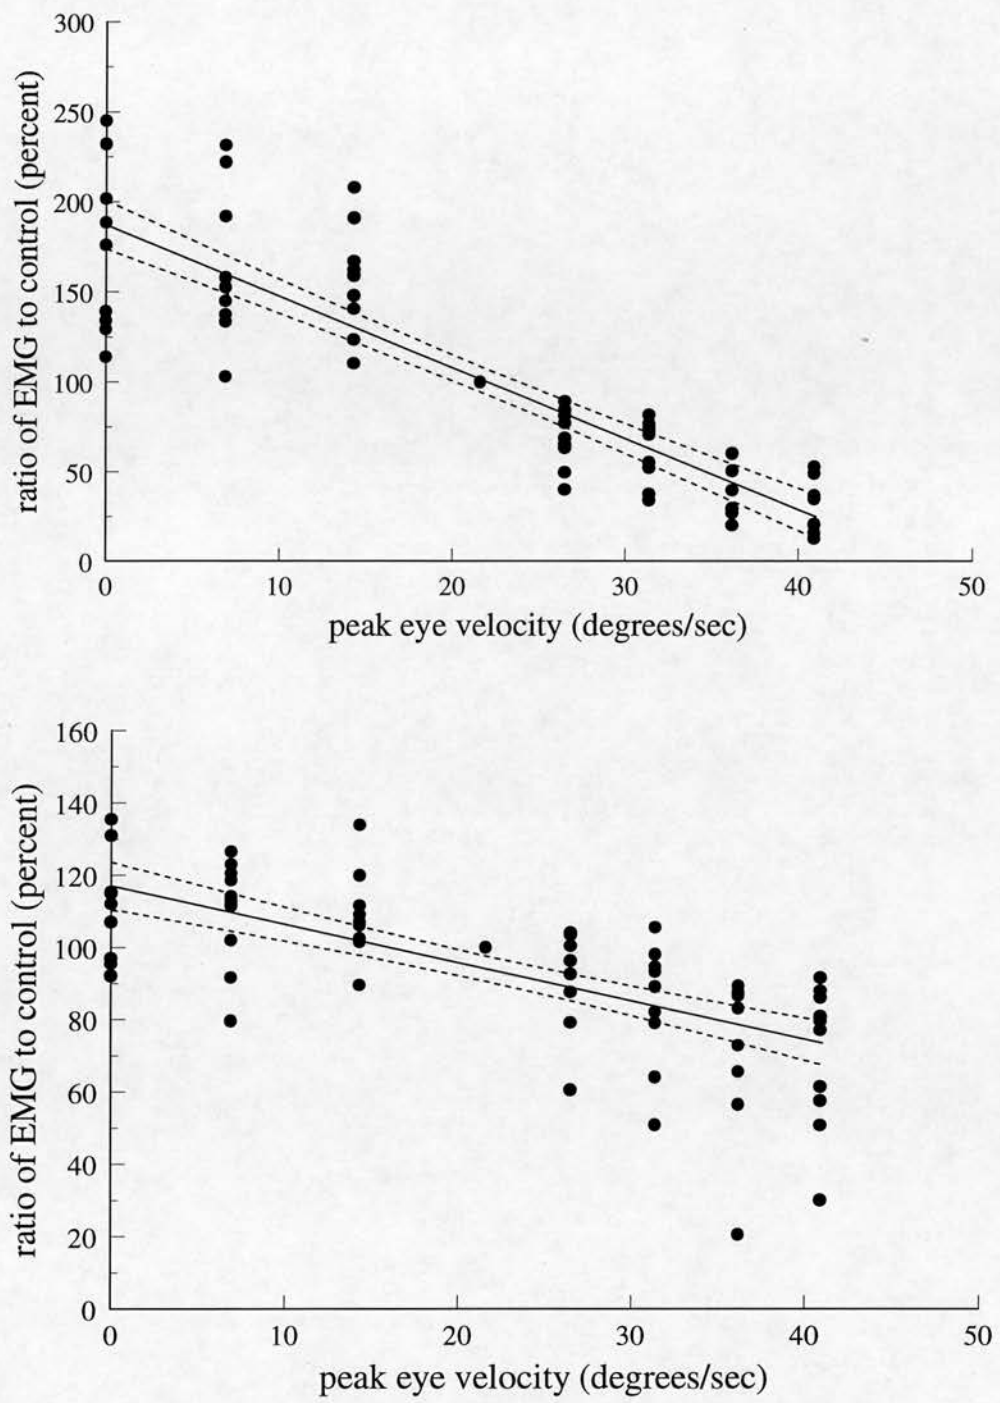 300
250
200
150
100
50
0
ratio of EMG to control (percent)
0 10 20 30 40 50
peak eye velocity (degrees/sec)
160
140
120
100
80
60
40
20
0
ratio of EMG to control (percent)
0 10 20 30 40 50
peak eye velocity (degrees/sec)